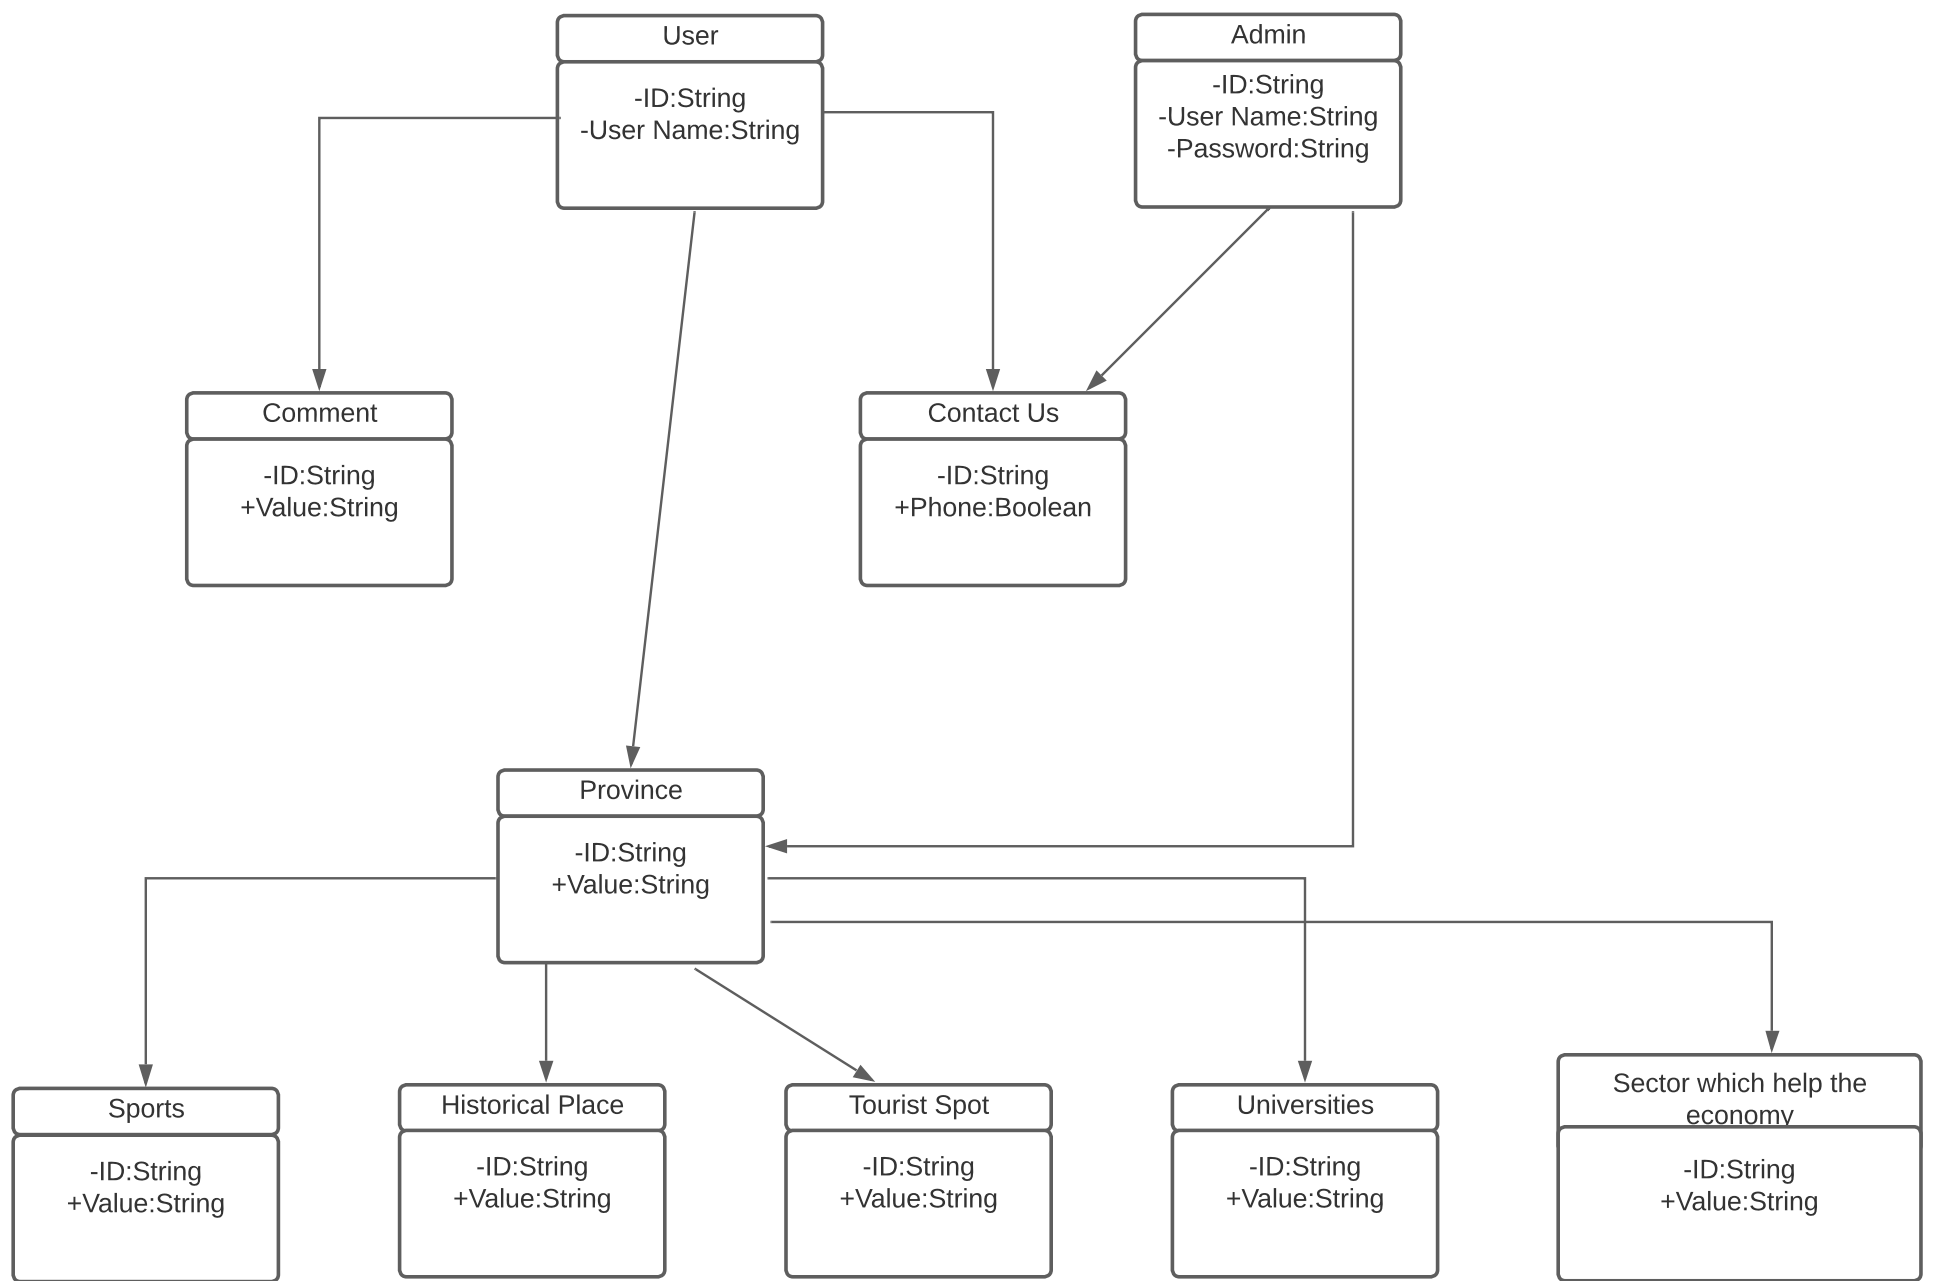 User
-ID:String
-User Name:String
Admin
-ID:String
-User Name:String
-Password:String
Comment
-ID:String
+Value:String
Contact Us
-ID:String
+Phone:Boolean
Province
-ID:String
+Value:String
Sports
-ID:String
+Value:String
Historical Place
-ID:String
+Value:String
Tourist Spot
-ID:String
+Value:String
Universities
-ID:String
+Value:String
Sector which help the
economy
-ID:String
+Value:String